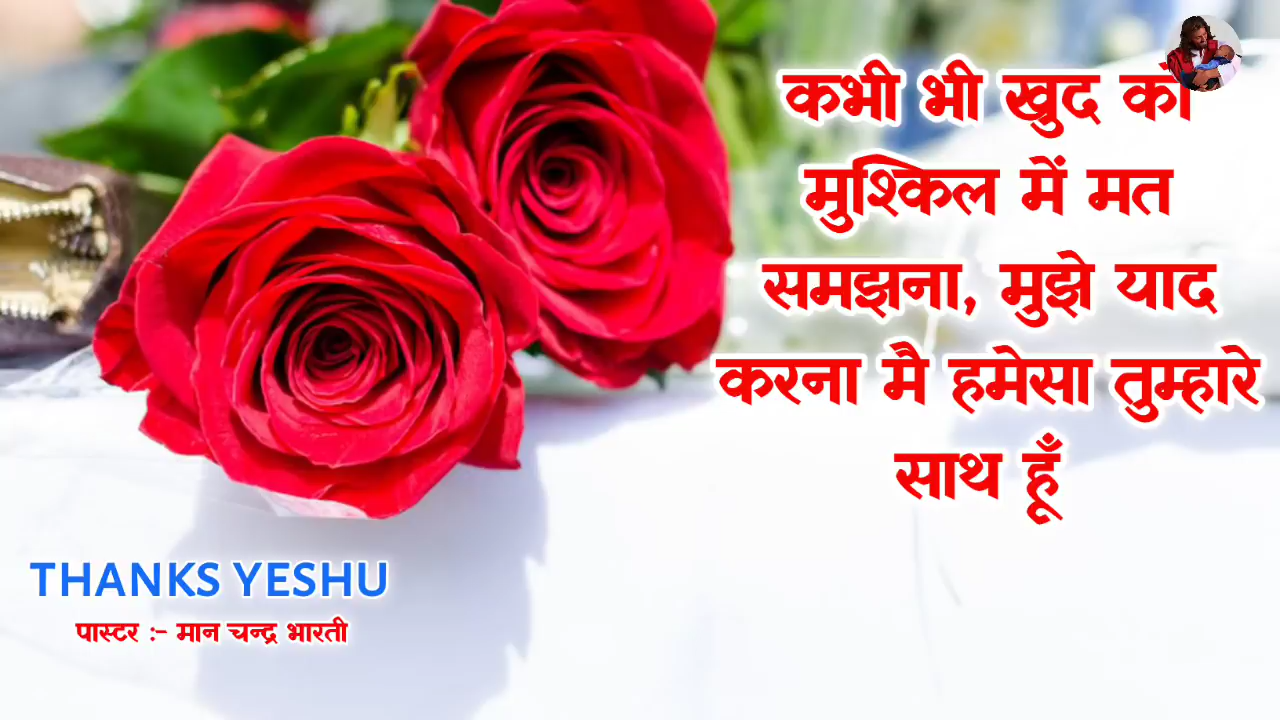 कभी भी खुद को
मुश्किल में मत
समझना, मुझे याद
करना मै हमेसा तुम्हारे
साथ हूँ
THANKS YESHU
पास्टर :- मान चन्द्र भारती